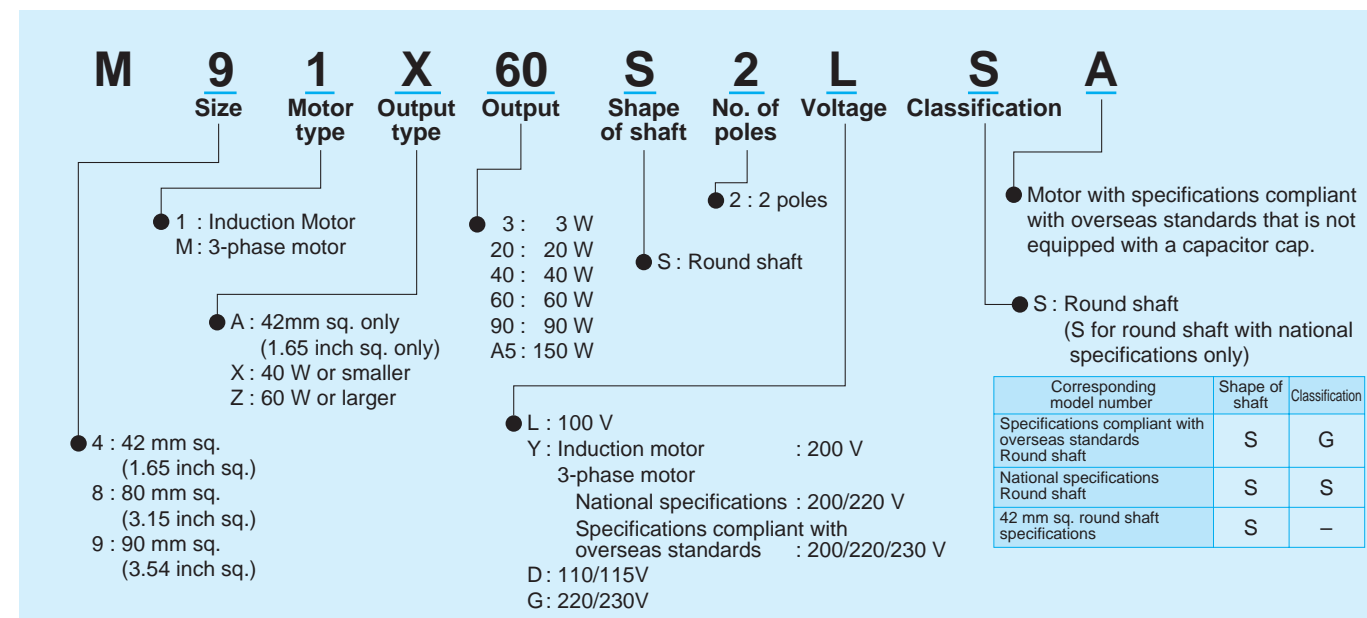 M 9 1 X 60 S 2 L S A
Size Motor type Output type Output Shape of shaft No. of poles Voltage Classification
1 : Induction Motor
M : 3-phase motor
A : 42mm sq. only
(1.65 inch sq. only)
X : 40 W or smaller
Z : 60 W or larger
4 : 42 mm sq.
(1.65 inch sq.)
8 : 80 mm sq.
(3.15 inch sq.)
9 : 90 mm sq.
(3.54 inch sq.)
3 : 3 W
20 : 20 W
40 : 40 W
60 : 60 W
90 : 90 W
A5 : 150 W
S : Round shaft
2 : 2 poles
L : 100 V
Y : Induction motor : 200 V
3-phase motor
National specifications : 200/220 V
Specifications compliant with
overseas standards : 200/220/230 V
D : 110/115V
G : 220/230V
Motor with specifications compliant
with overseas standards that is not
equipped with a capacitor cap.
S : Round shaft
(S for round shaft with national
specifications only)
Corresponding model number Shape of shaft Classification
Specifications compliant with overseas standards Round shaft S G
National specifications Round shaft S S
42 mm sq. round shaft specifications S –